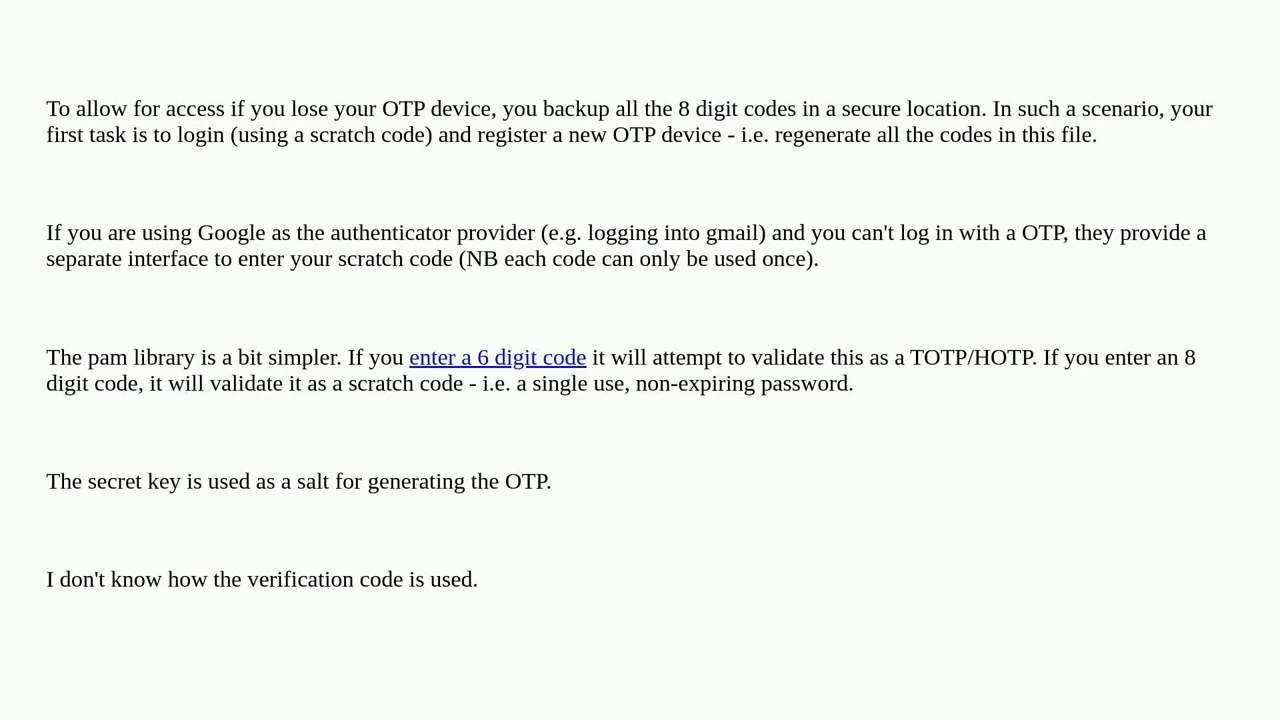 To allow for access if you lose your OTP device, you backup all the 8 digit codes in a secure location. In such a scenario, your
first task is to login (using a scratch code) and register a new OTP device - i.e. regenerate all the codes in this file.
If you are using Google as the authenticator provider (e.g. logging into gmail) and you can't log in with a OTP, they provide a
separate interface to enter your scratch code (NB each code can only be used once).
The pam library is a bit simpler. If you enter a 6 digit code it will attempt to validate this as a TOTP/HOTP. If you enter an 8
digit code, it will validate it as a scratch code - i.e. a single use, non-expiring password.
The secret key is used as a salt for generating the OTP.
I don't know how the verification code is used.